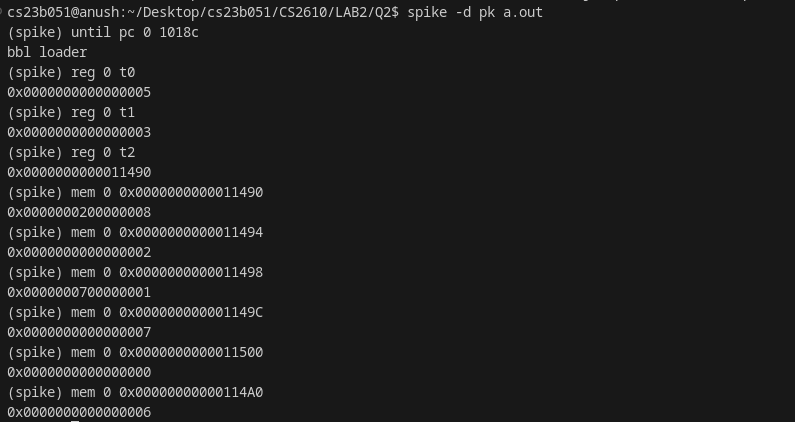 cs23b051@anush:~/Desktop/cs23b051/CS2610/LAB2/Q2$ spike -d pk a.out
(spike) until pc 0 1018c
bbl loader
(spike) reg 0 t0
0x0000000000000005
(spike) reg 0 t1
0x0000000000000003
(spike) reg 0 t2
0x0000000000011490
(spike) mem 0 0x0000000000011490
0x0000000200000008
(spike) mem 0 0x0000000000011494
0x0000000000000002
(spike) mem 0 0x0000000000011498
0x0000000700000001
(spike) mem 0 0x000000000001149C
0x0000000000000007
(spike) mem 0 0x0000000000011500
0x0000000000000000
(spike) mem 0 0x00000000000114A0
0x0000000000000006